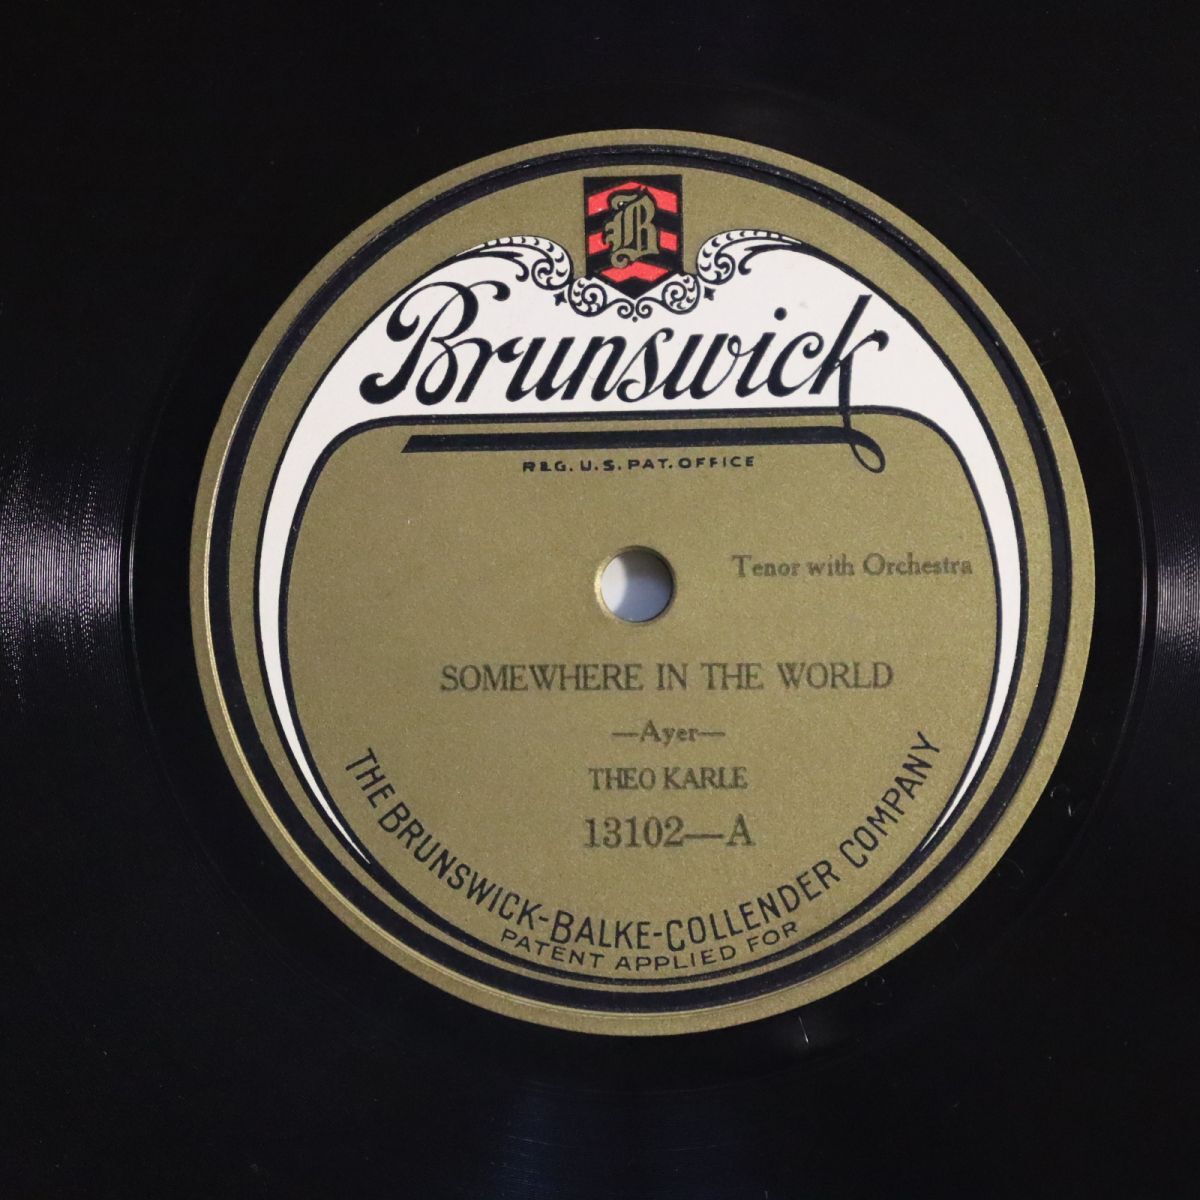 B
Brunswick
REG. U.S. PAT. OFFICE
Tenor with Orchestra
SOMEWHERE IN THE WORLD
—Ayer—
THEO KARLE
13102—A
THE BRUNSWICK-BALKE-COLLENDER COMPANY
PATENT APPLIED FOR